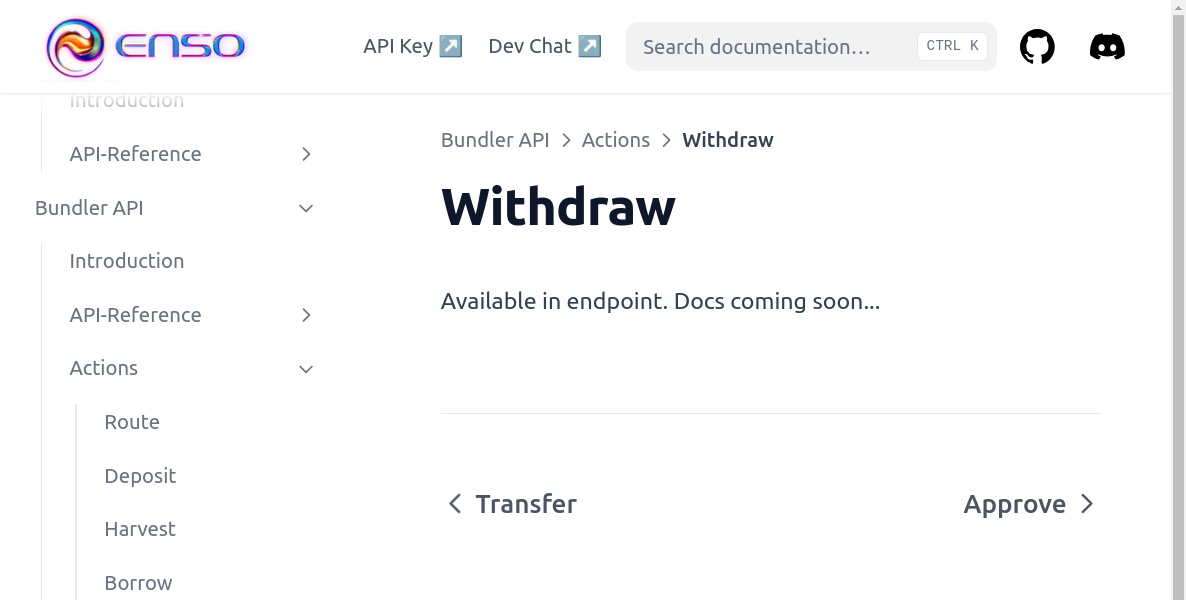 ENSO
API Key ↗
Dev Chat ↗
Search documentation…
CTRL K
Introduction
API-Reference
Bundler API
Introduction
API-Reference
Actions
Route
Deposit
Harvest
Borrow
Bundler API > Actions > Withdraw
Withdraw
Available in endpoint. Docs coming soon...
Transfer
Approve